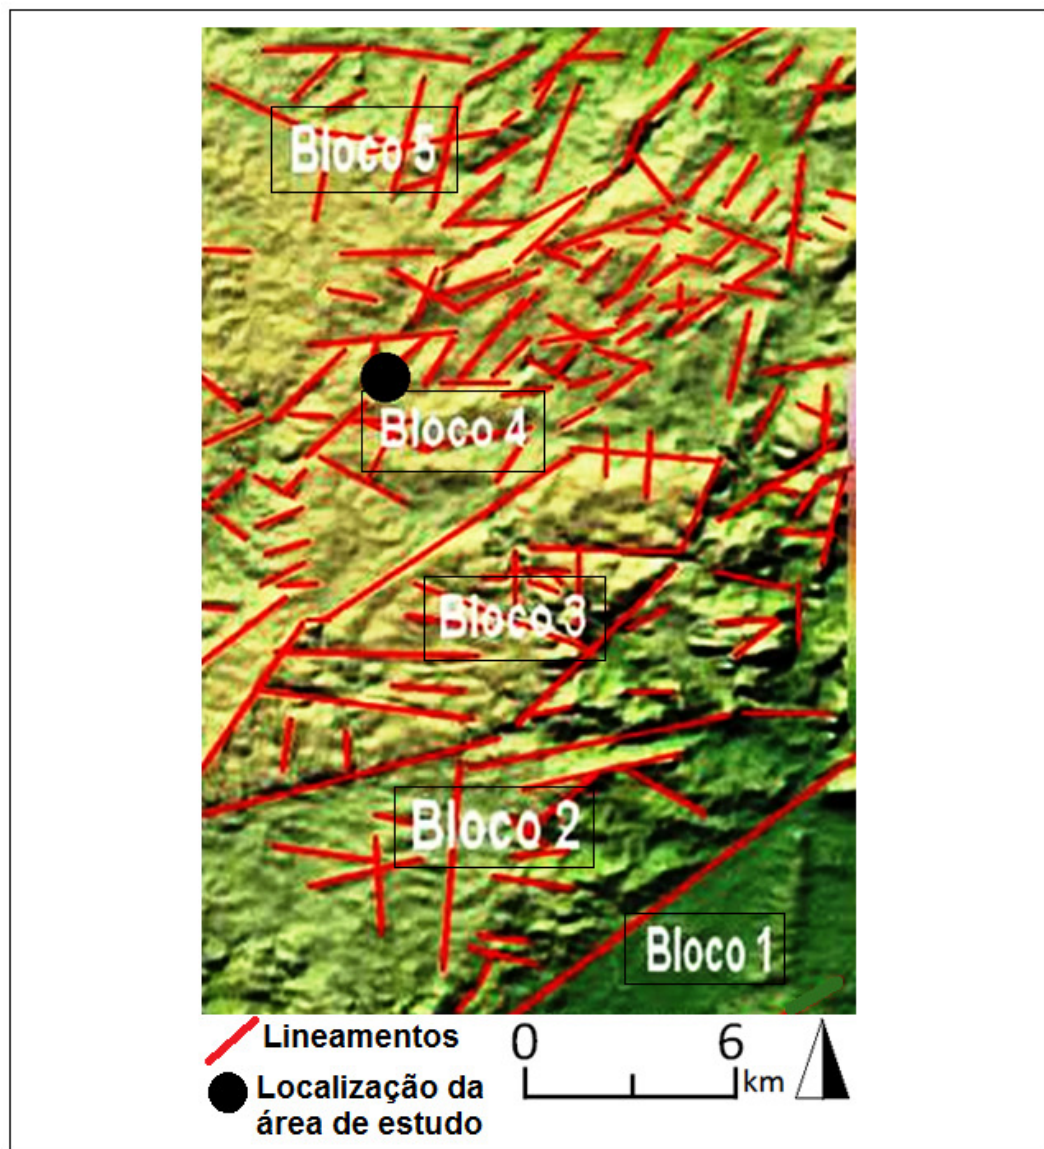 Bloco 5
Bloco 4
Bloco 3
Bloco 2
Bloco 1
Lineamentos
0 6
km
Localização da
área de estudo